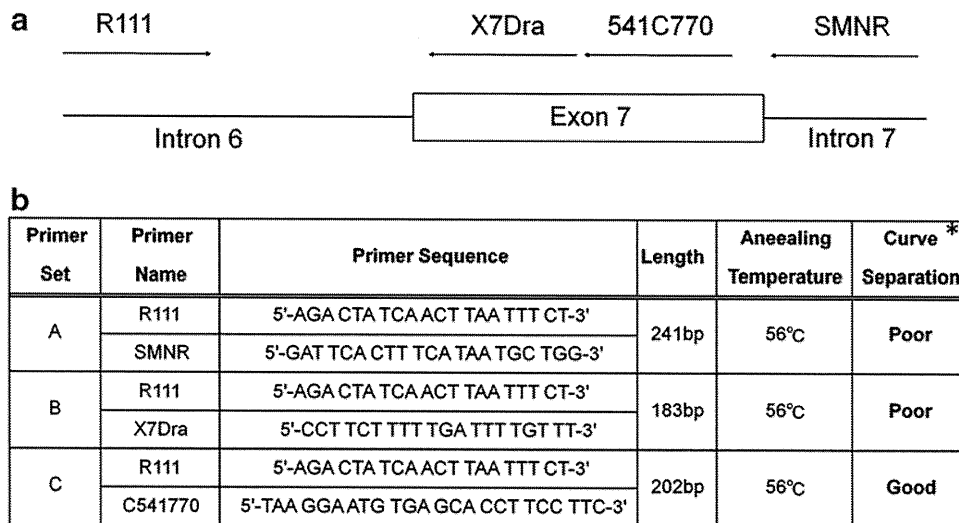 a
R111 X7Dra 541C770 SMNR
Exon 7
Intron 6 Intron 7
b
Primer Set Primer Name Primer Sequence Length Aneealing Temperature Curve * Separation
A R111 5'-AGA CTA TCA ACT TAA TTT CT-3' 241bp 56°C Poor
SMNR 5'-GAT TCA CTT TCA TAA TGC TGG-3'
B R111 5'-AGA CTA TCA ACT TAA TTT CT-3' 183bp 56°C Poor
X7Dra 5'-CCT TCT TTT TGA TTT TGT TT-3'
C R111 5'-AGA CTA TCA ACT TAA TTT CT-3' 202bp 56°C Good
C541770 5'-TAA GGA ATG TGA GCA CCT TCC TTC-3'